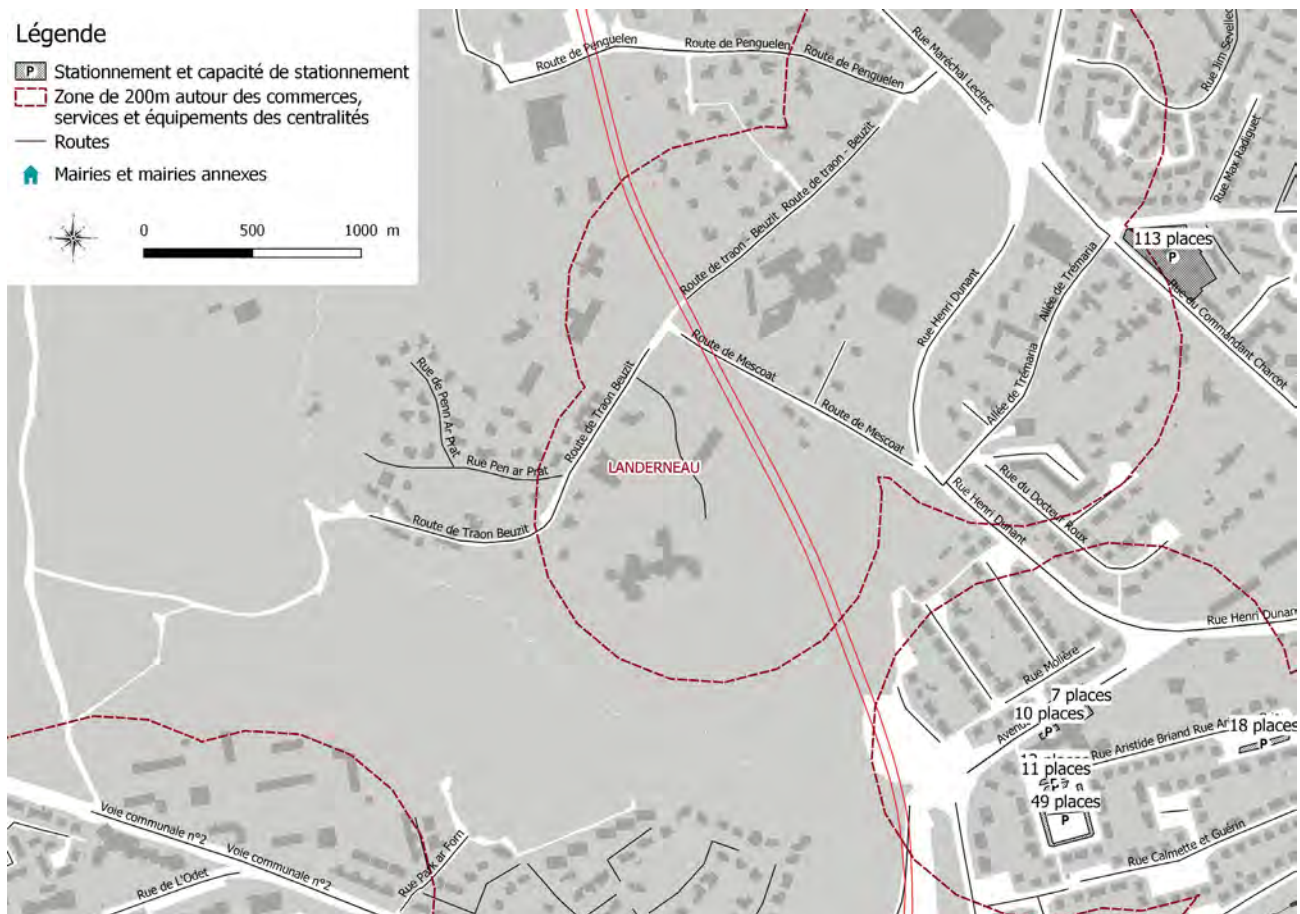 Légende
P
Stationnement et capacité de stationnement
Zone de 200m autour des commerces,
services et équipements des centralités
Routes
Mairies et mairies annexes
0 500 1000 m
Route de Penguelen
Route de Penguelen
Route de Penguelen
Rue Maréchal Leclerc
Rue Jim Sevellec
Rue Max Radiguet
Route de traon - Beuzit
Route de traon - Beuzit
113 places
P
Rue du Commandant Charcot
Rue Henri Dunant
Allée de Trémaria
Allée de Trémaria
Route de Mescoat
Route de Mescoat
Route de Traon Beuzit
Rue de Penn Ar Prat
Rue Pen ar Prat
LANDERNEAU
Route de Traon Beuzit
Rue Henri Dunant
Rue du Docteur Roux
Rue Henri Dunant
Rue Molière
7 places
10 places
P
Rue Aristide Briand
18 places
P
11 places
49 places
P
Rue Calmette et Guérin
Voie communale n°2
Voie communale n°2
Rue Park ar Forn
Rue de L'Odet